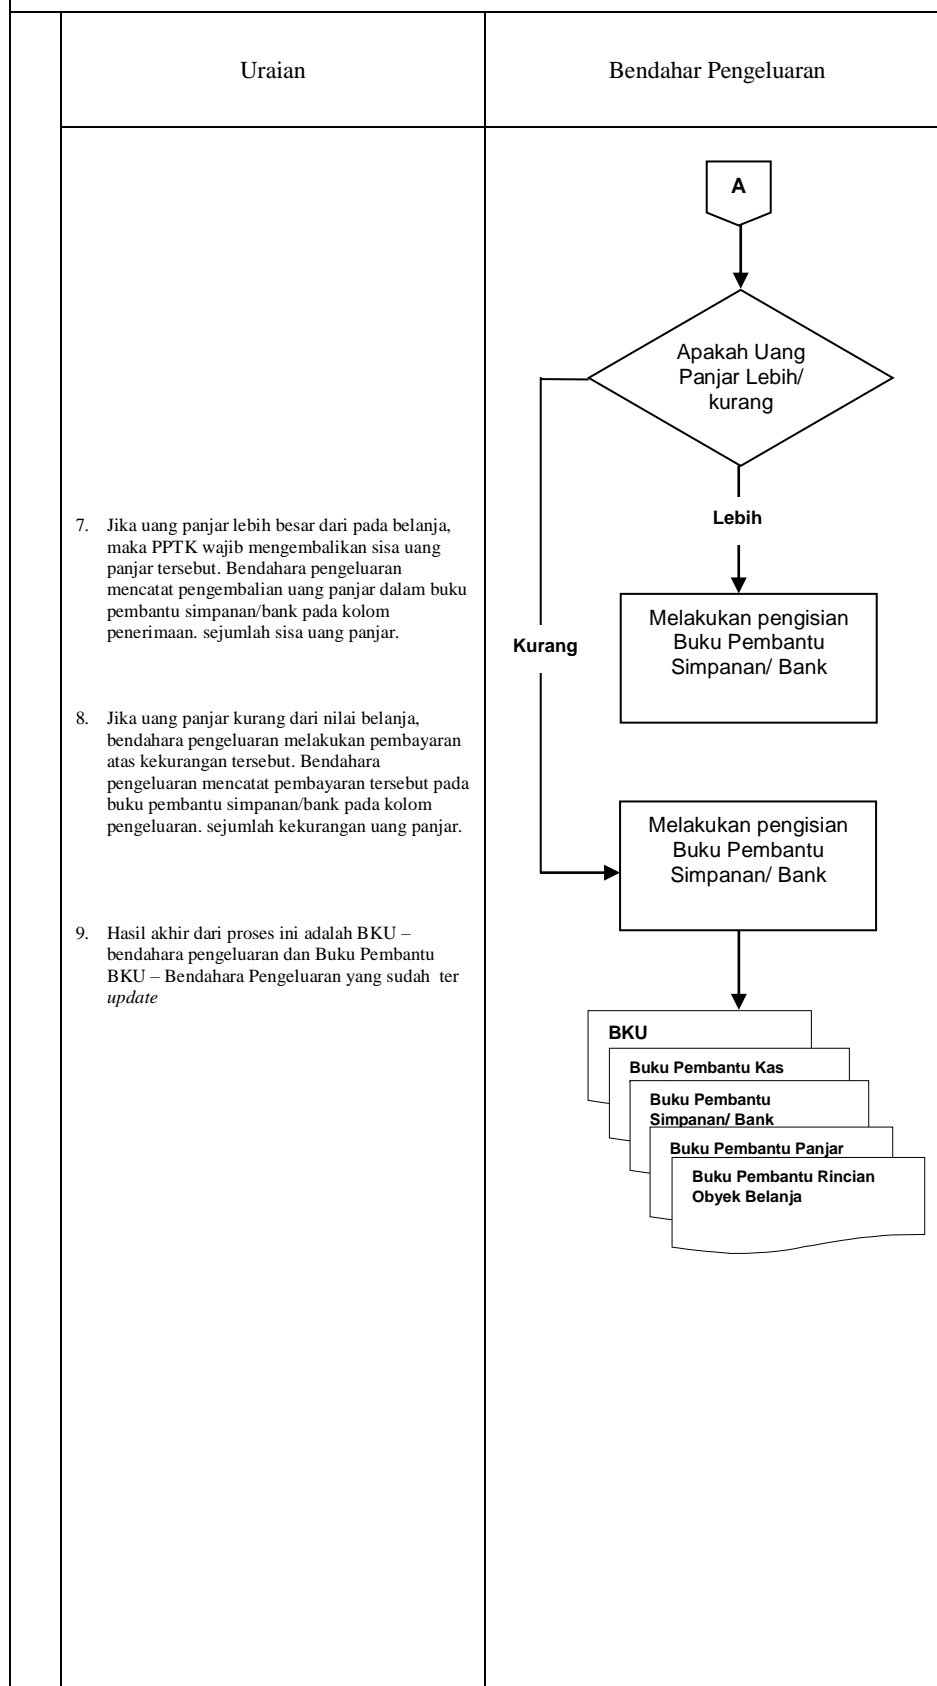 Uraian
Bendahar Pengeluaran
7. Jika uang panjar lebih besar dari pada belanja,
maka PPTK wajib mengembalikan sisa uang
panjar tersebut. Bendahara pengeluaran
mencatat pengembalian uang panjar dalam buku
pembantu simpanan/bank pada kolom
penerimaan. sejumlah sisa uang panjar.
8. Jika uang panjar kurang dari nilai belanja,
bendahara pengeluaran melakukan pembayaran
atas kekurangan tersebut. Bendahara
pengeluaran mencatat pembayaran tersebut pada
buku pembantu simpanan/bank pada kolom
pengeluaran. sejumlah kekurangan uang panjar.
9. Hasil akhir dari proses ini adalah BKU –
bendahara pengeluaran dan Buku Pembantu
BKU – Bendahara Pengeluaran yang sudah ter
update
A
Apakah Uang
Panjar Lebih/
kurang
Lebih
Kurang
Melakukan pengisian
Buku Pembantu
Simpanan/ Bank
Melakukan pengisian
Buku Pembantu
Simpanan/ Bank
BKU
Buku Pembantu Kas
Buku Pembantu
Simpanan/ Bank
Buku Pembantu Panjar
Buku Pembantu Rincian
Obyek Belanja